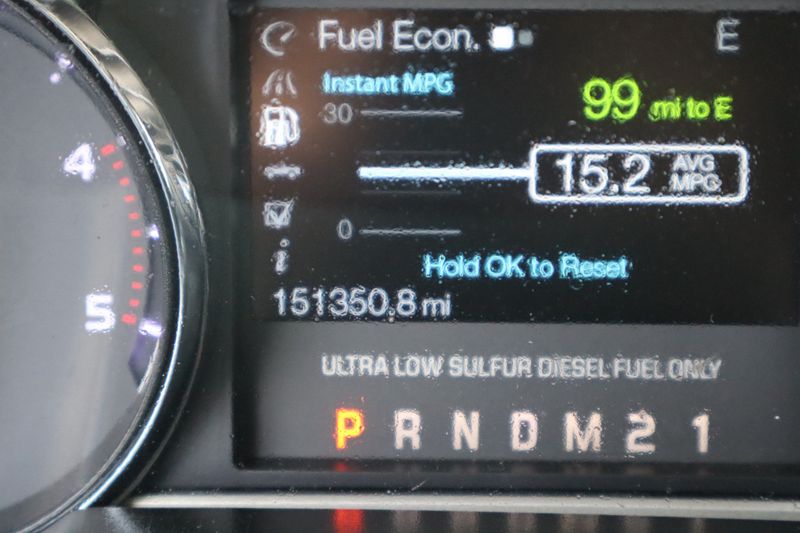 Fuel Econ.
E
Instant MPG
30
99 mi to E
4
15.2 AVG MPG
0
Hold OK to Reset
5
151350.8 mi
ULTRA LOW SULFUR DIESEL FUEL ONLY
P R N D M 2 1